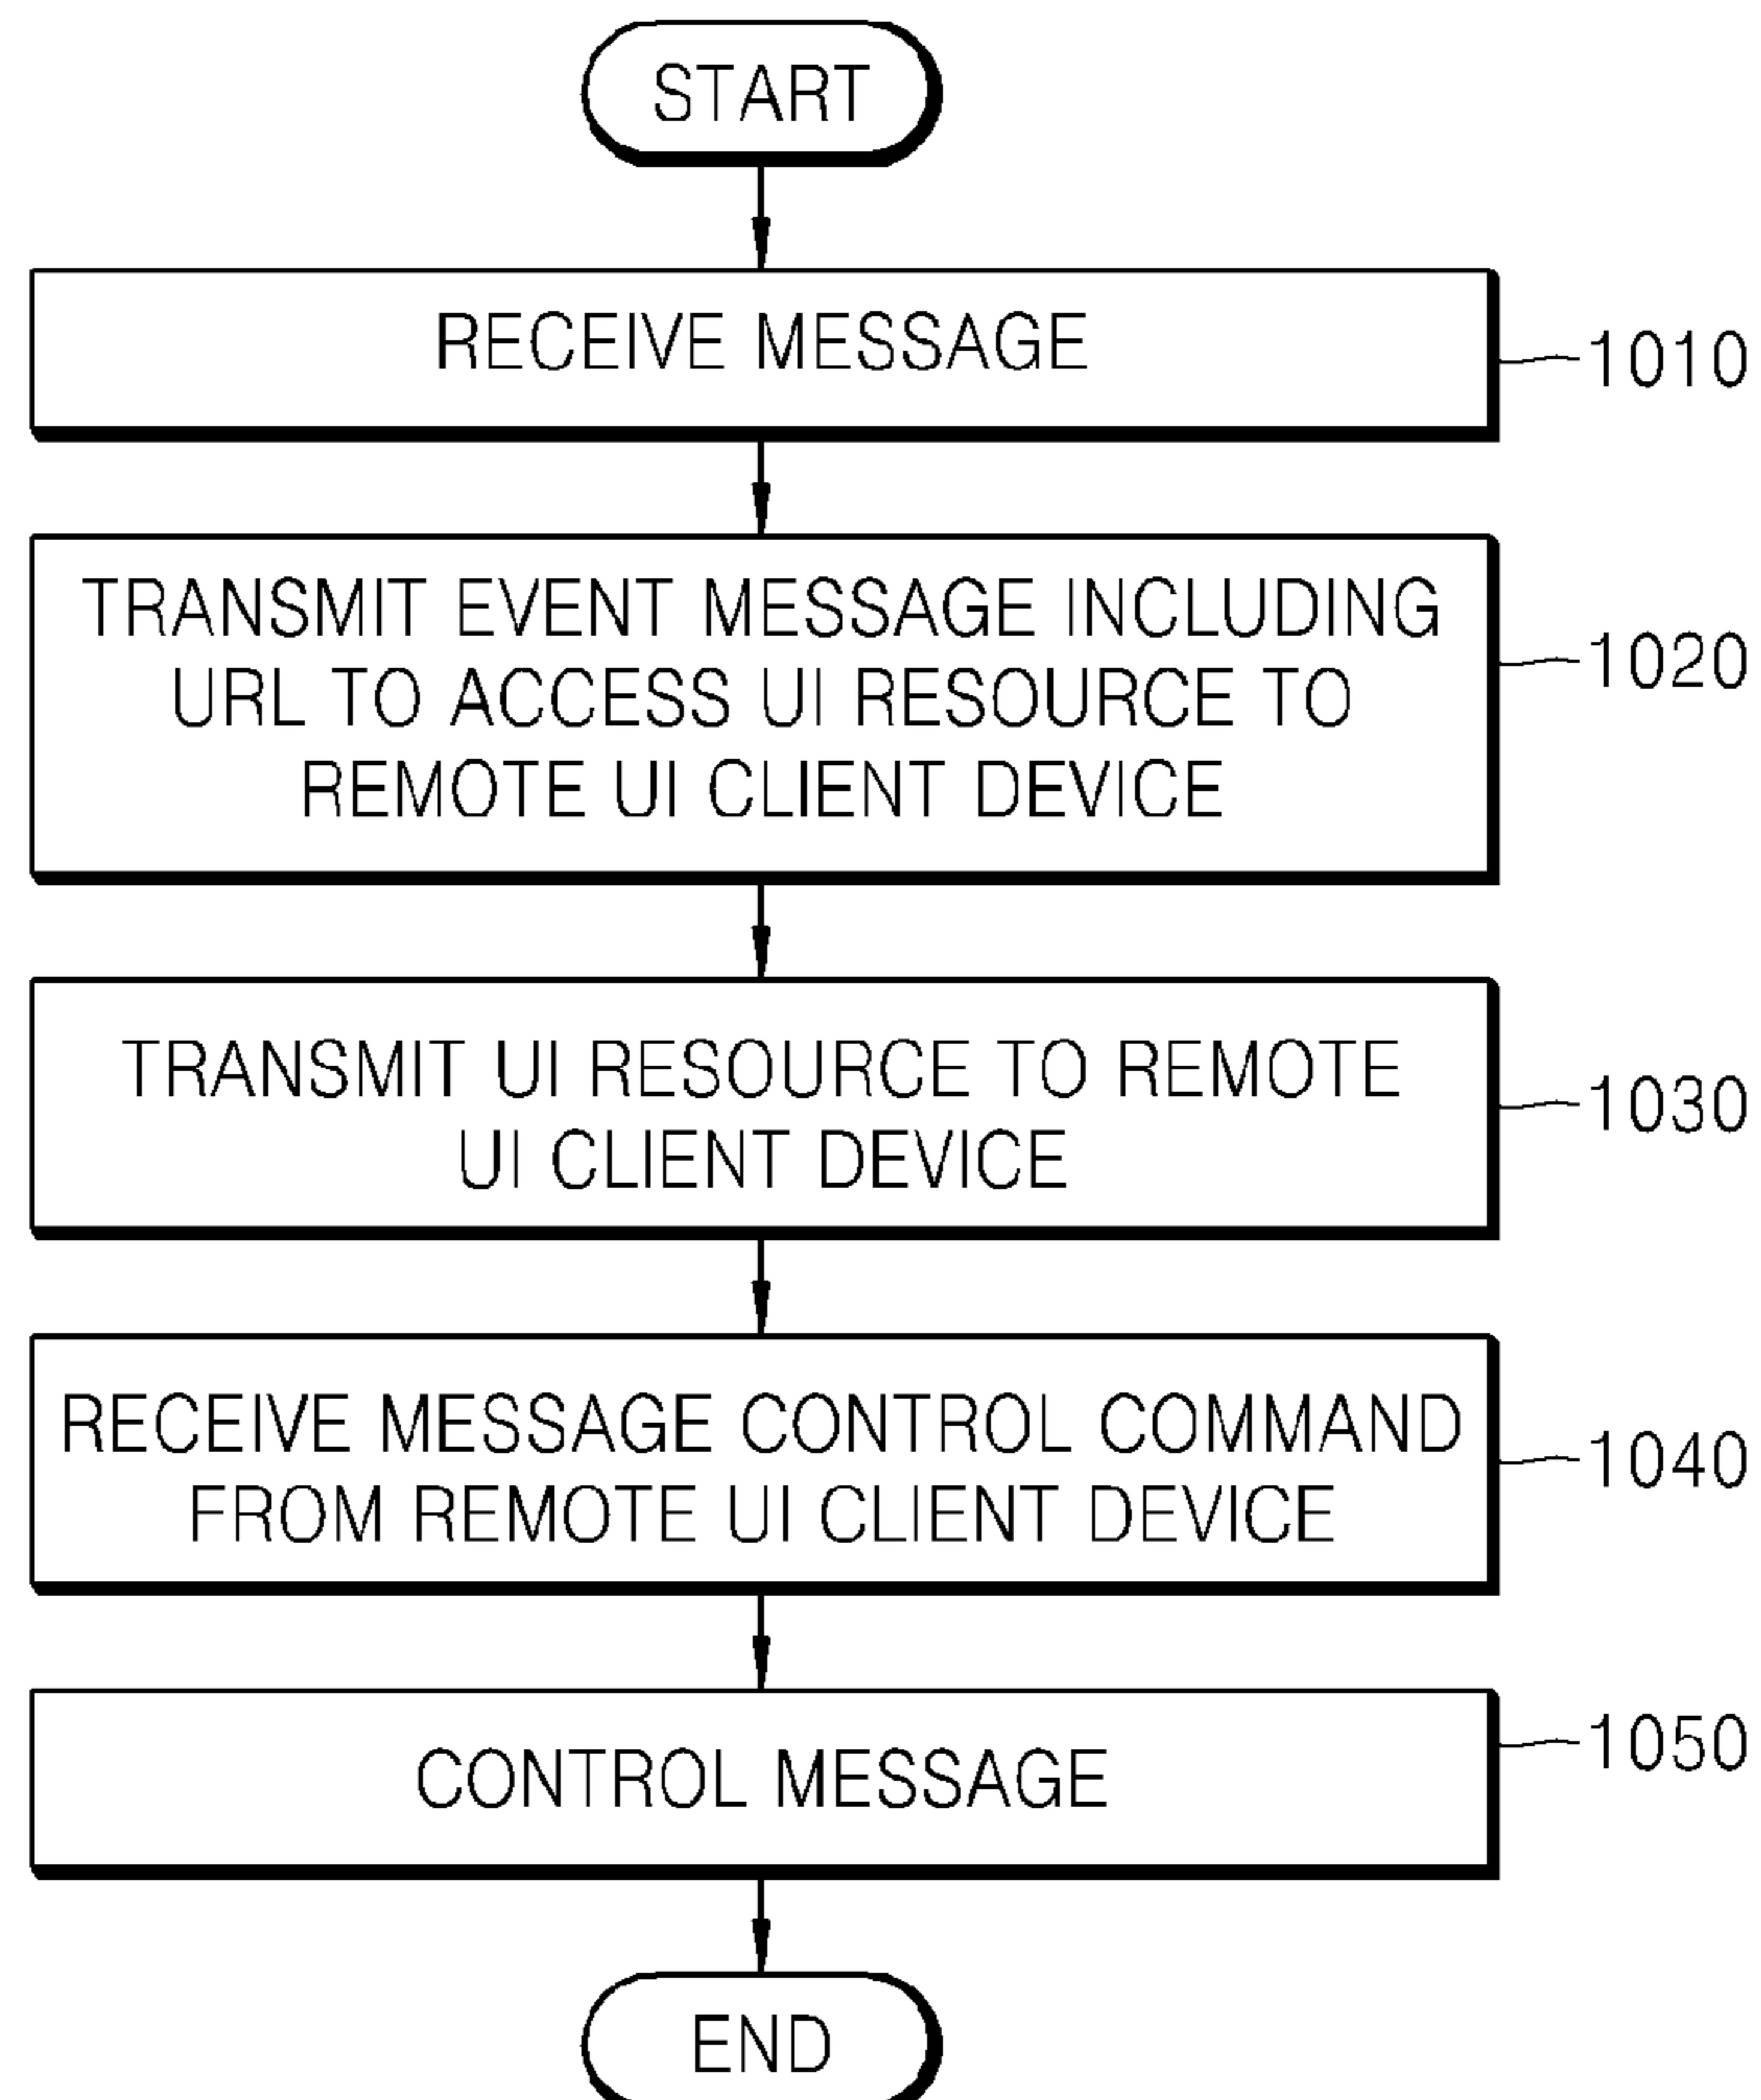 START
RECEIVE MESSAGE
1010
TRANSMIT EVENT MESSAGE INCLUDING
URL TO ACCESS UI RESOURCE TO
REMOTE UI CLIENT DEVICE
1020
TRANSMIT UI RESOURCE TO REMOTE
UI CLIENT DEVICE
1030
RECEIVE MESSAGE CONTROL COMMAND
FROM REMOTE UI CLIENT DEVICE
1040
CONTROL MESSAGE
1050
END